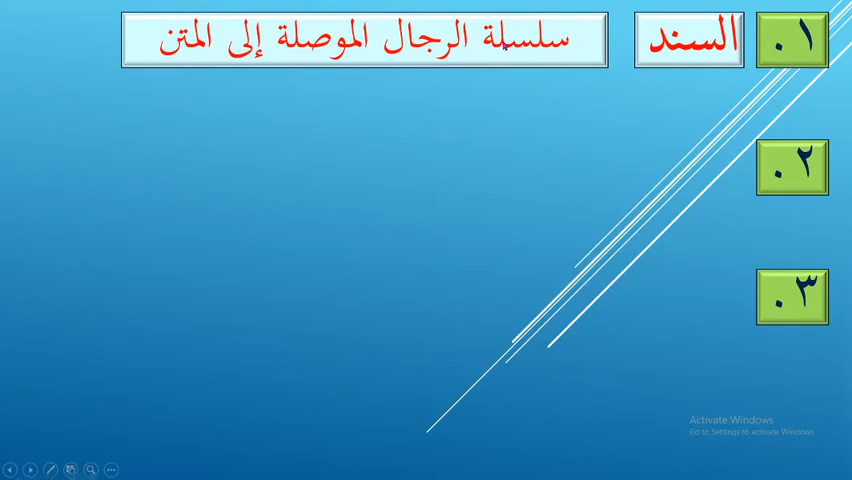 ١. السند سلسلة الرجال الموصلة إلى المتن
٢.
٣.
Activate Windows
Go to Settings to activate Windows